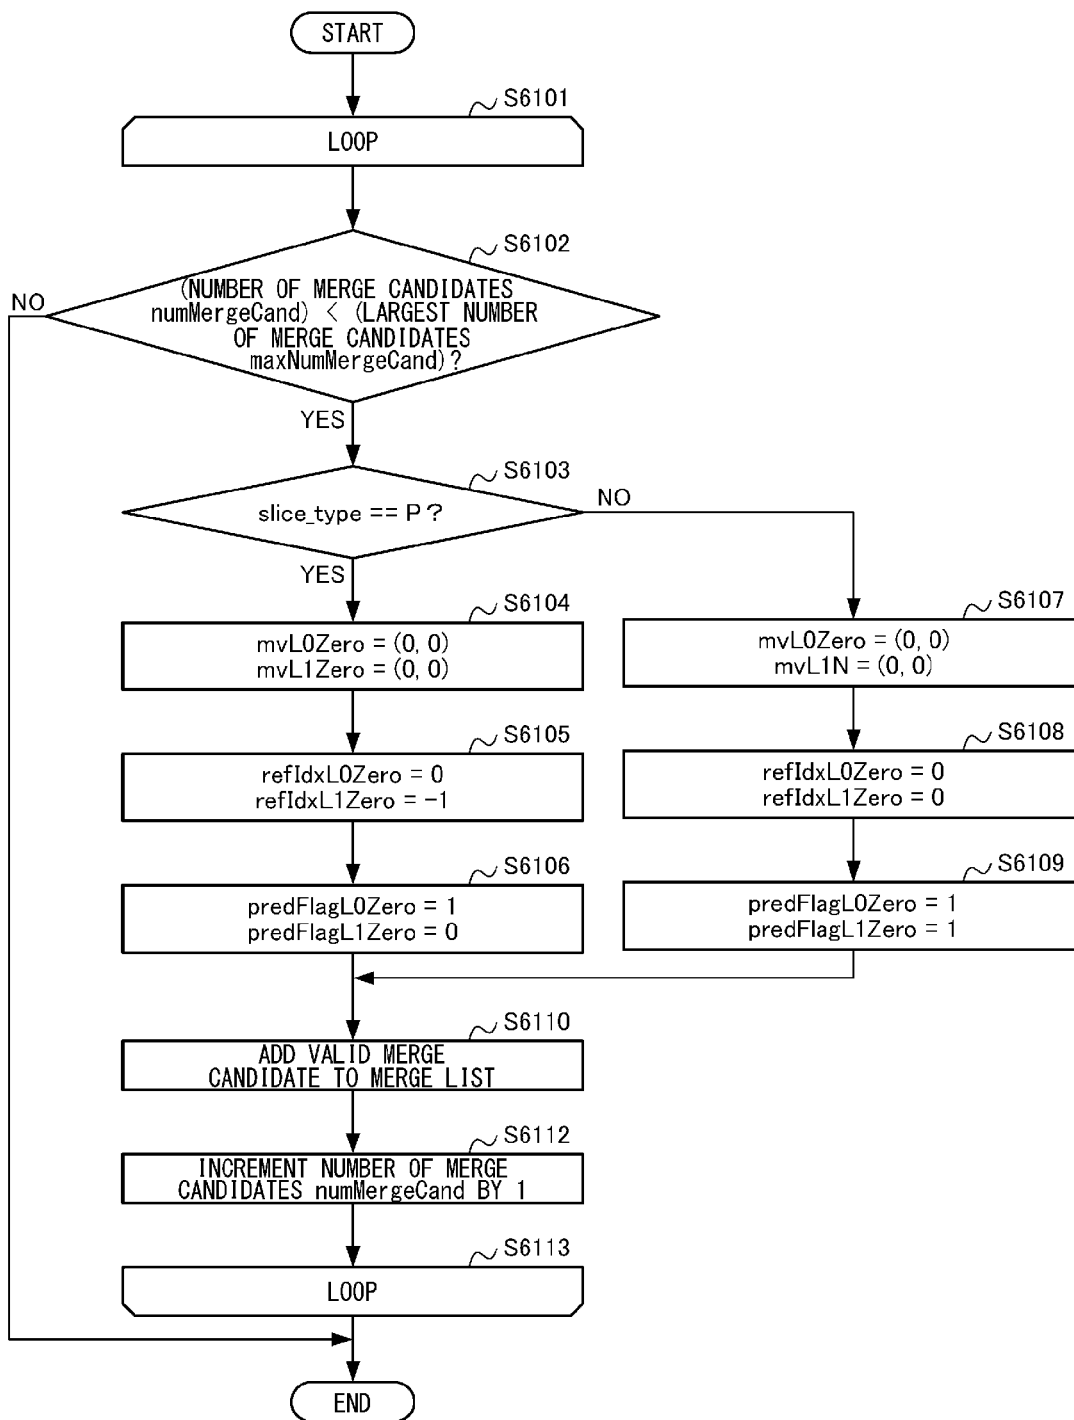 START
S6101
LOOP
S6102
(NUMBER OF MERGE CANDIDATES
numMergeCand) < (LARGEST NUMBER
OF MERGE CANDIDATES
maxNumMergeCand)?
NO
YES
S6103
slice_type == P ?
NO
YES
S6104
mvL0Zero = (0, 0)
mvL1Zero = (0, 0)
S6105
refIdxL0Zero = 0
refIdxL1Zero = -1
S6106
predFlagL0Zero = 1
predFlagL1Zero = 0
S6107
mvL0Zero = (0, 0)
mvL1N = (0, 0)
S6108
refIdxL0Zero = 0
refIdxL1Zero = 0
S6109
predFlagL0Zero = 1
predFlagL1Zero = 1
S6110
ADD VALID MERGE
CANDIDATE TO MERGE LIST
S6112
INCREMENT NUMBER OF MERGE
CANDIDATES numMergeCand BY 1
S6113
LOOP
END